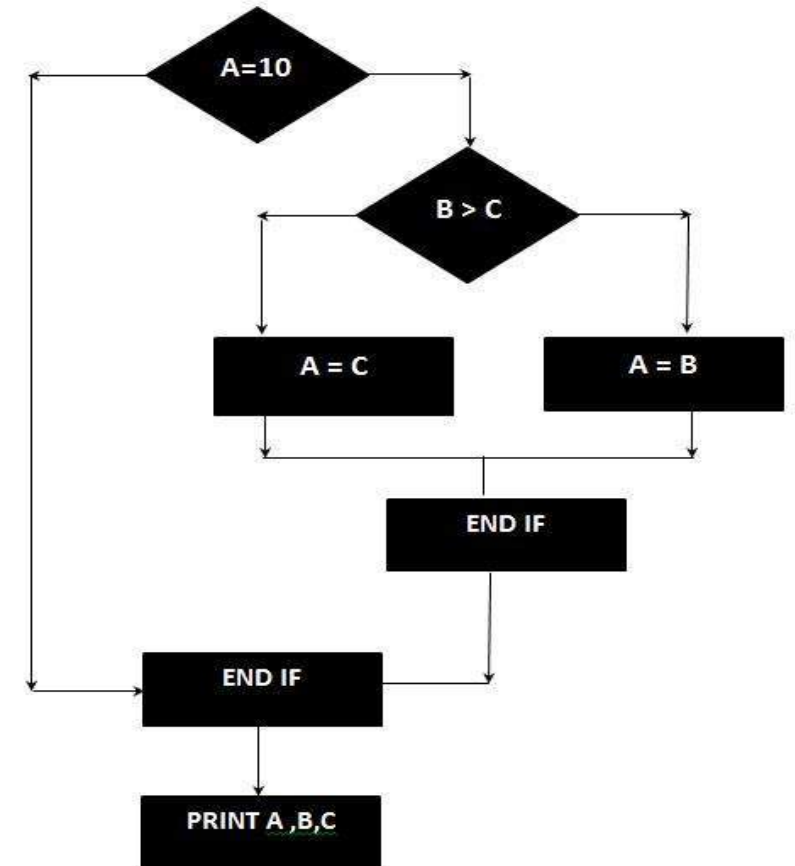 A=10
B > C
A = C
A = B
END IF
END IF
PRINT A ,B,C